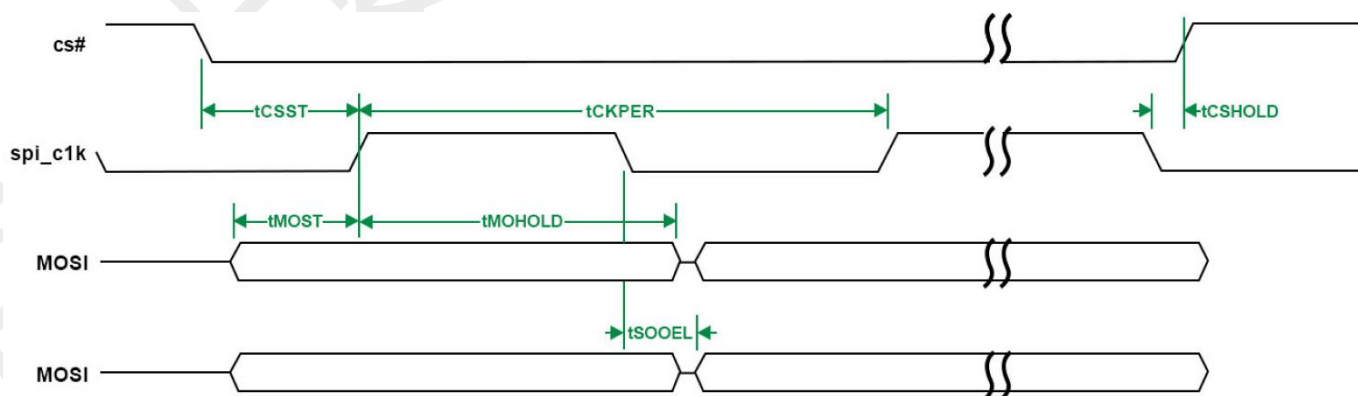 cs#
tCSST tCKPER tCSHOLD
spi_c1k
tMOST tMOHOLD
MOSI
tSOOEL
MOSI